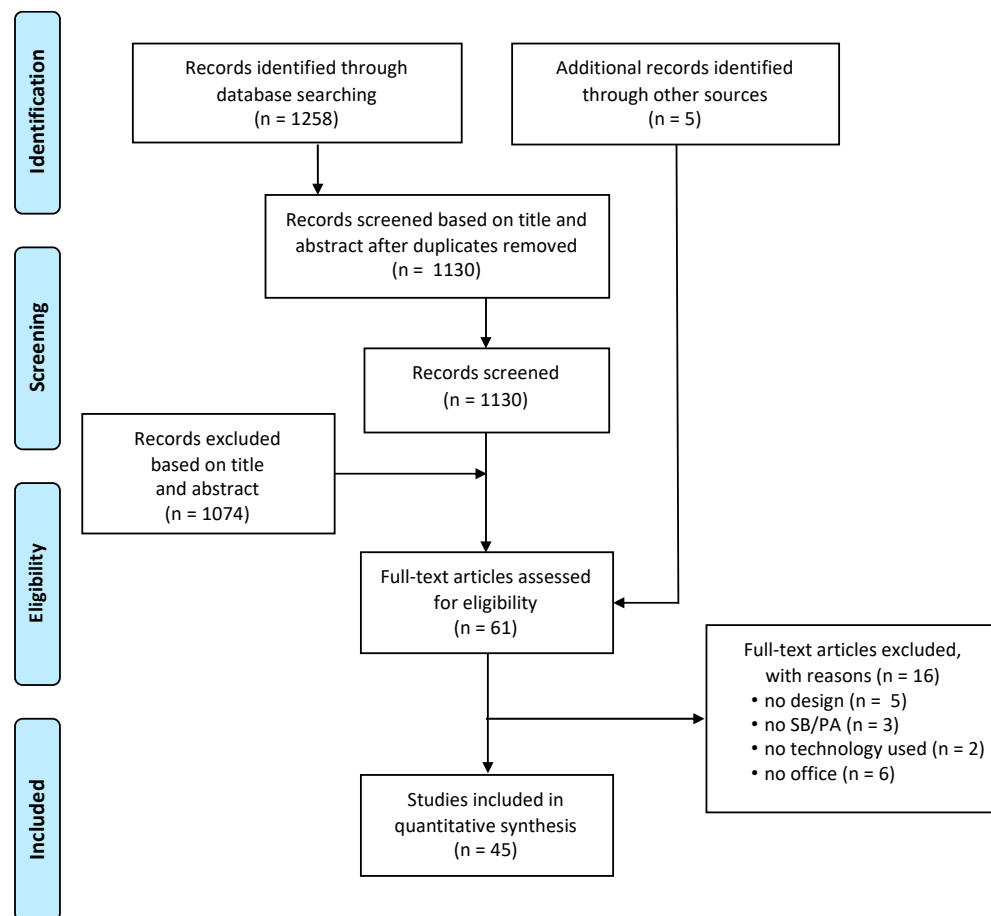 Identification
Records identified through
database searching
(n = 1258)
Additional records identified
through other sources
(n = 5)
Records screened based on title and
abstract after duplicates removed
(n = 1130)
Screening
Records screened
(n = 1130)
Records excluded
based on title
and abstract
(n = 1074)
Eligibility
Full-text articles assessed
for eligibility
(n = 61)
Full-text articles excluded,
with reasons (n = 16)
• no design (n = 5)
• no SB/PA (n = 3)
• no technology used (n = 2)
• no office (n = 6)
Included
Studies included in
quantitative synthesis
(n = 45)